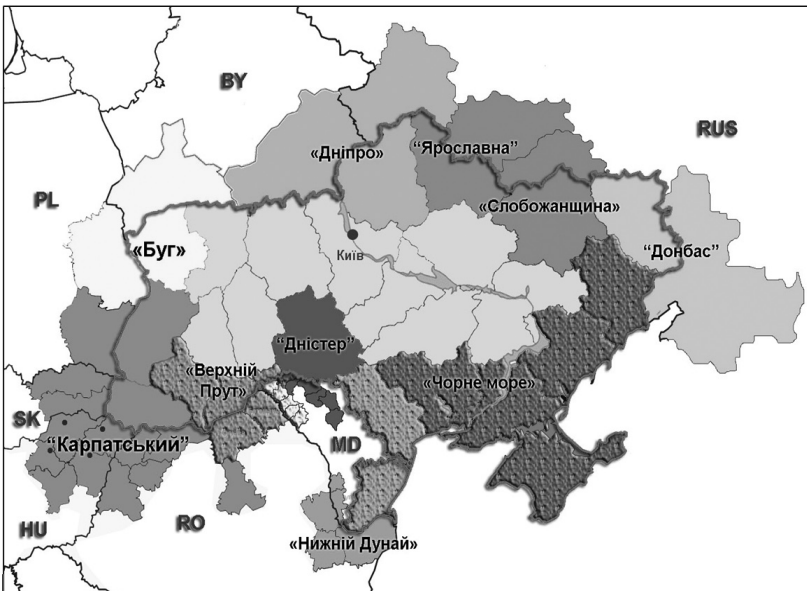 BY
«Дніпро»
“Ярославна”
RUS
PL
«Слобожанщина»
«Буг»
Київ
“Донбас”
“Дністер”
«Верхній
Прут»
«Чорне море»
SK
“Карпатський”
MD
HU
RO
«Нижній Дунай»